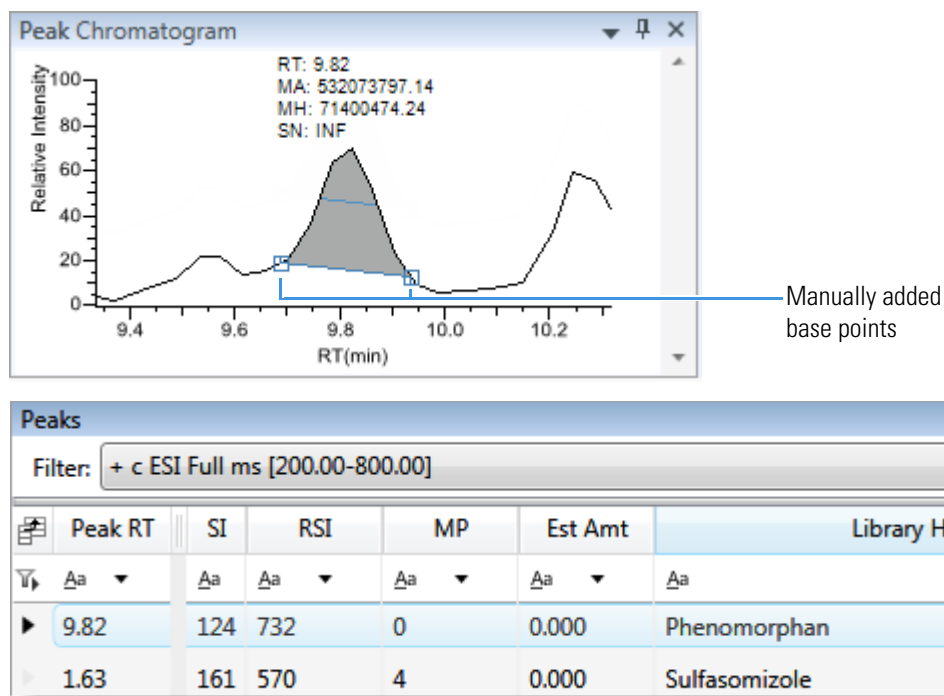 Peak Chromatogram
RT: 9.82
MA: 532073797.14
MH: 71400474.24
SN: INF
Relative Intensity
100
80
60
40
20
0
9.4 9.6 9.8 10.0 10.2
RT(min)
Manually added
base points
Peaks
Filter: + c ESI Full ms [200.00-800.00]
Peak RT SI RSI MP Est Amt Library H
Aa Aa Aa Aa Aa Aa
9.82 124 732 0 0.000 Phenomorphan
1.63 161 570 4 0.000 Sulfasomizole